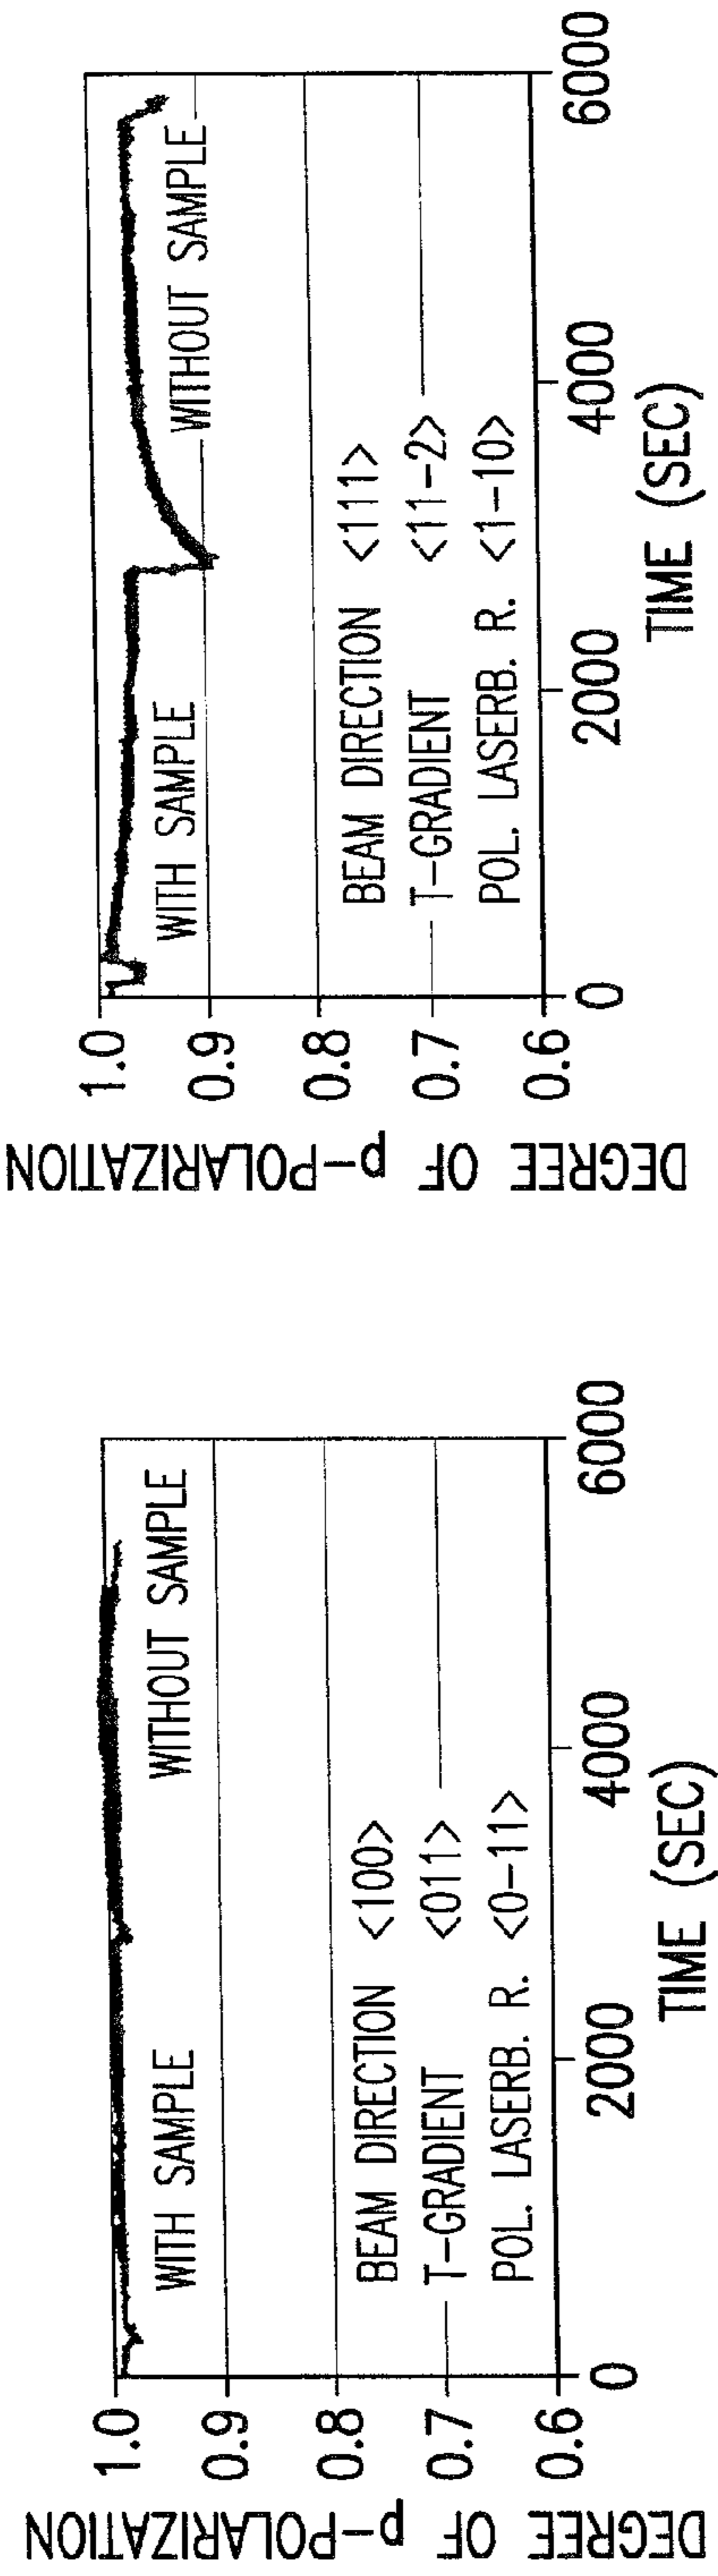 DEGREE OF p-POLARIZATION
1.0
0.9
0.8
0.7
0.6
WITH SAMPLE
WITHOUT SAMPLE
BEAM DIRECTION <100>
T-GRADIENT <011>
POL. LASERB. R. <0-11>
0
2000
4000
6000
TIME (SEC)
DEGREE OF p-POLARIZATION
1.0
0.9
0.8
0.7
0.6
WITH SAMPLE
WITHOUT SAMPLE
BEAM DIRECTION <111>
T-GRADIENT <11-2>
POL. LASERB. R. <1-10>
0
2000
4000
6000
TIME (SEC)